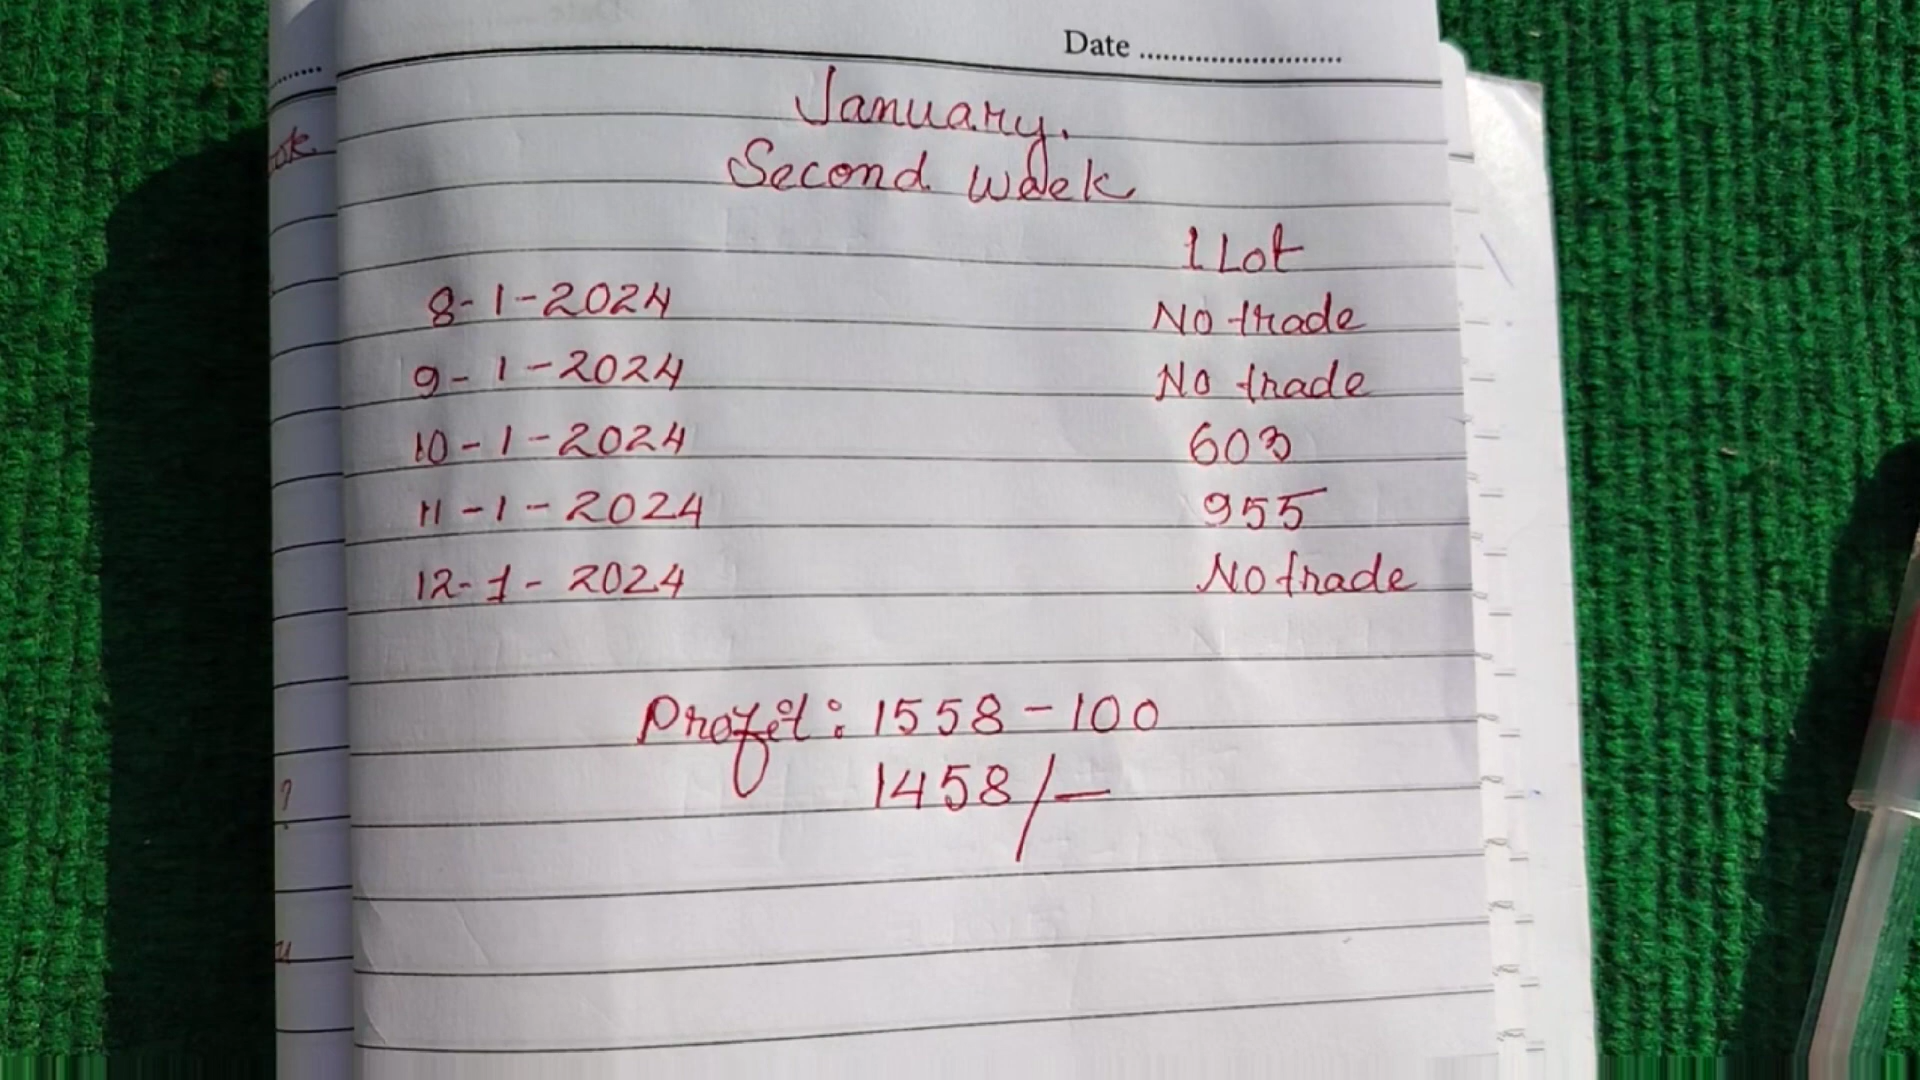 Date ........................
January.
Second week
1 Lot
8-1-2024 No trade
9-1-2024 No trade
10-1-2024 603
11-1-2024 955
12-1-2024 No trade
Profit: 1558-100
1458/-